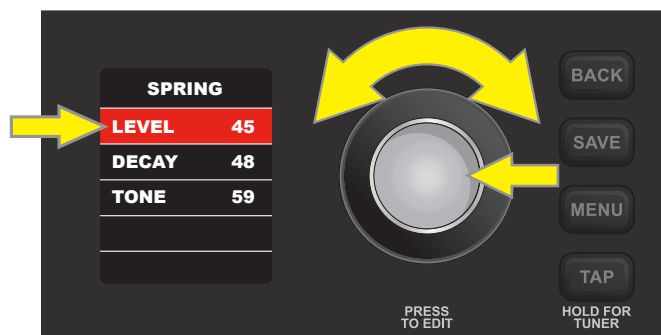 SPRING
LEVEL 45
DECAY 48
TONE 59
BACK
SAVE
MENU
TAP
PRESS
TO EDIT
HOLD FOR
TUNER